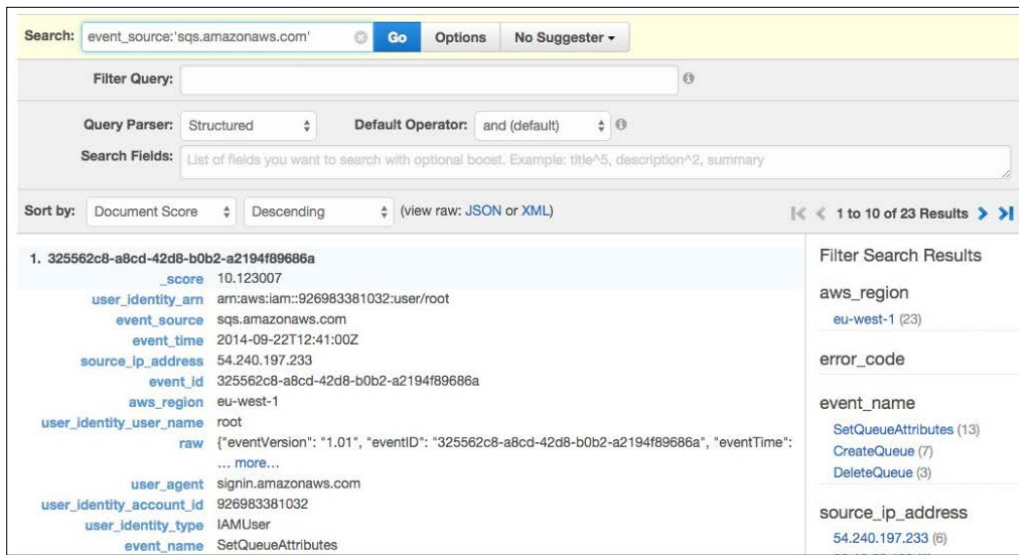 Search: event_source:'sqs.amazonaws.com' Go Options No Suggester
Filter Query:
Query Parser: Structured Default Operator: and (default)
Search Fields: List of fields you want to search with optional boost. Example: title^5, description^2, summary
Sort by: Document Score Descending (view raw: JSON or XML) 1 to 10 of 23 Results
1. 325562c8-a8cd-42d8-b0b2-a2194f89686a
_score 10.123007
user_identity_arn arn:aws:iam::926983381032:user/root
event_source sqs.amazonaws.com
event_time 2014-09-22T12:41:00Z
source_ip_address 54.240.197.233
event_id 325562c8-a8cd-42d8-b0b2-a2194f89686a
aws_region eu-west-1
user_identity_user_name root
raw {"eventVersion": "1.01", "eventID": "325562c8-a8cd-42d8-b0b2-a2194f89686a", "eventTime":
... more...
user_agent signin.amazonaws.com
user_identity_account_id 926983381032
user_identity_type IAMUser
event_name SetQueueAttributes
Filter Search Results
aws_region
eu-west-1 (23)
error_code
event_name
SetQueueAttributes (13)
CreateQueue (7)
DeleteQueue (3)
source_ip_address
54.240.197.233 (6)